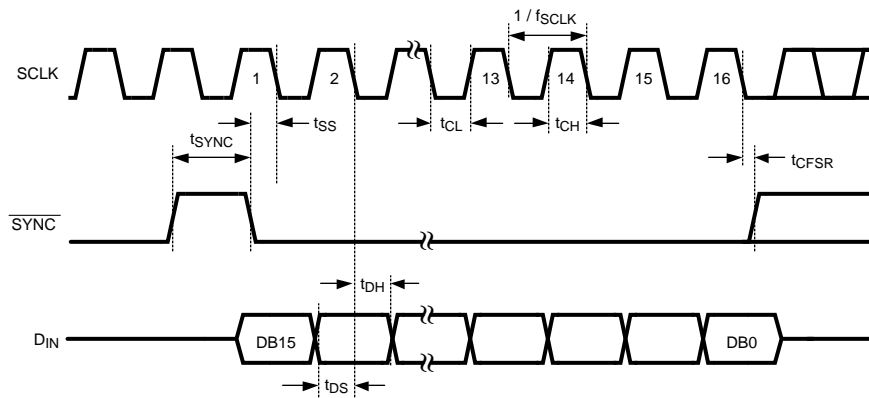 1 / fSCLK
SCLK 1 2 13 14 15 16
tSYNC tSS tCL tCH
tCFSR
SYNC
tDH
DIN DB15 DB0
tDS